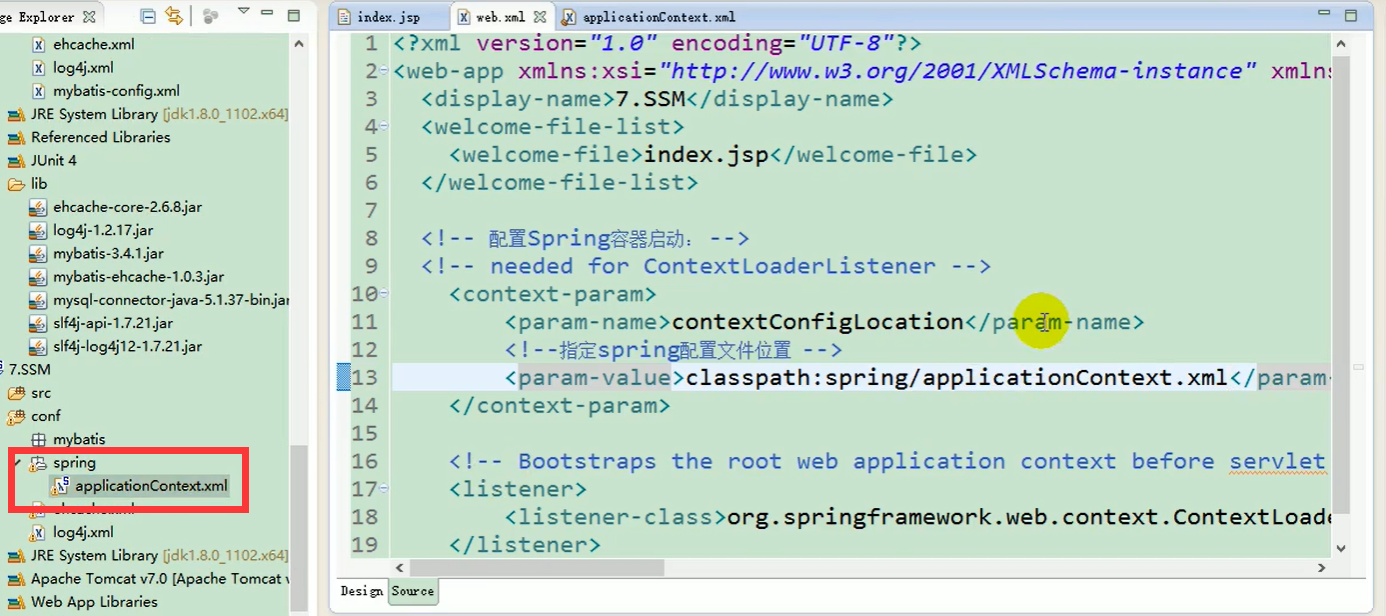 ge Explorer
ehcache.xml
log4j.xml
mybatis-config.xml
JRE System Library [jdk1.8.0_1102.x64]
Referenced Libraries
JUnit 4
lib
ehcache-core-2.6.8.jar
log4j-1.2.17.jar
mybatis-3.4.1.jar
mybatis-ehcache-1.0.3.jar
mysql-connector-java-5.1.37-bin.jar
slf4j-api-1.7.21.jar
slf4j-log4j12-1.7.21.jar
7.SSM
src
conf
mybatis
spring
applicationContext.xml
log4j.xml
JRE System Library [jdk1.8.0_1102.x64]
Apache Tomcat v7.0 [Apache Tomcat v
Web App Libraries
index.jsp web.xml applicationContext.xml
1 <?xml version="1.0" encoding="UTF-8"?>
2 <web-app xmlns:xsi="http://www.w3.org/2001/XMLSchema-instance" xmlns
3 <display-name>7.SSM</display-name>
4 <welcome-file-list>
5 <welcome-file>index.jsp</welcome-file>
6 </welcome-file-list>
7
8 <!-- 配置Spring容器启动: -->
9 <!-- needed for ContextLoaderListener -->
10 <context-param>
11 <param-name>contextConfigLocation</param-name>
12 <!--指定spring配置文件位置 -->
13 <param-value>classpath:spring/applicationContext.xml</param-
14 </context-param>
15
16 <!-- Bootstraps the root web application context before servlet
17 <listener>
18 <listener-class>org.springframework.web.context.ContextLoade
19 </listener>
Design Source